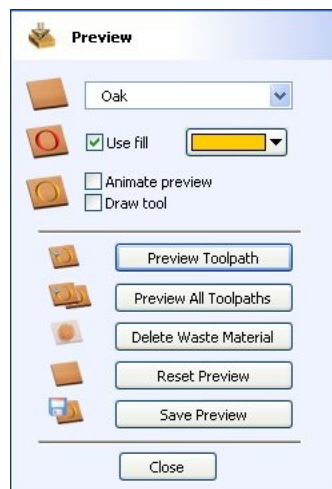 Preview
Oak
Use fill
Animate preview
Draw tool
Preview Toolpath
Preview All Toolpaths
Delete Waste Material
Reset Preview
Save Preview
Close